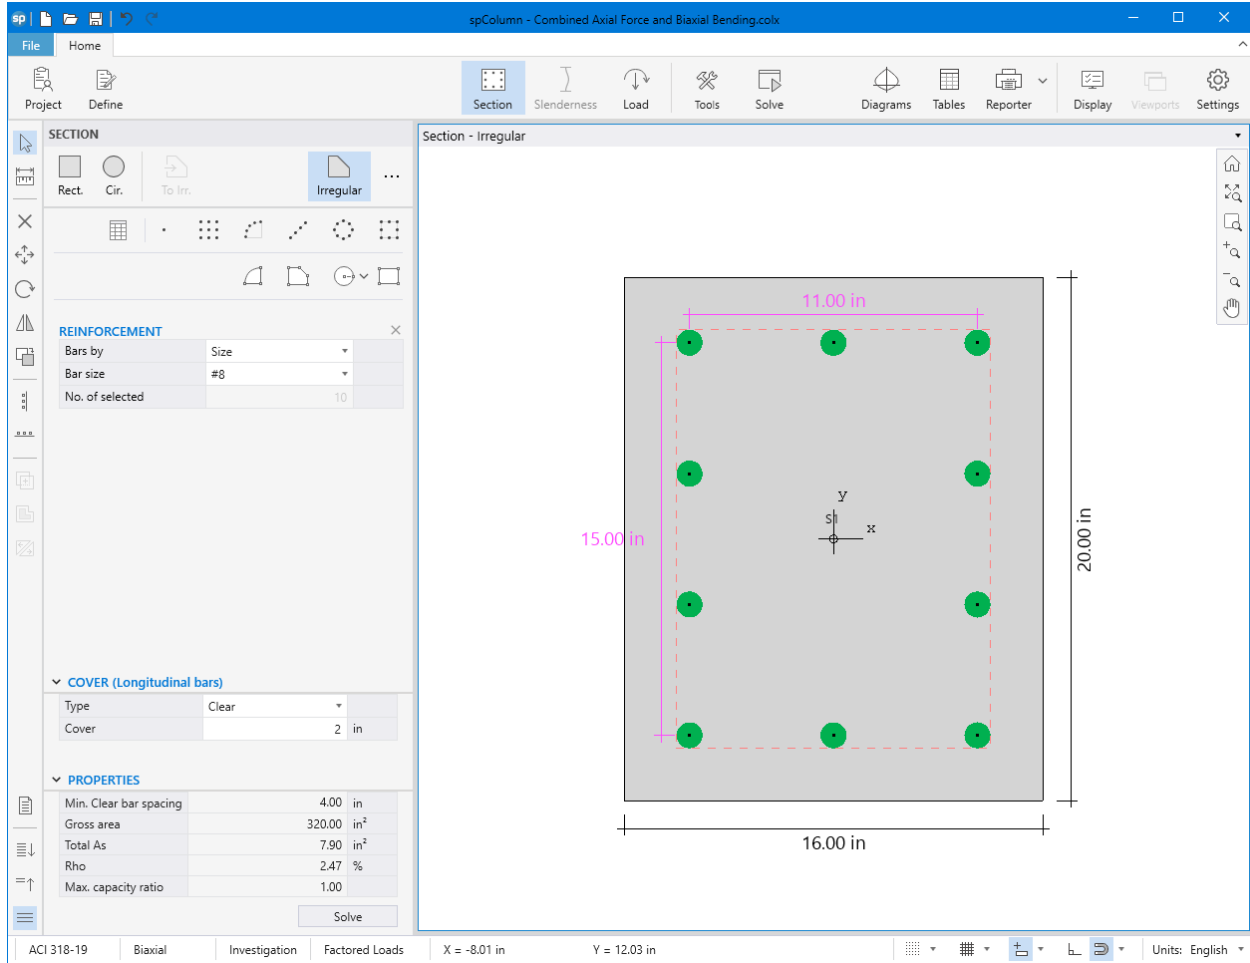 sp
spColumn - Combined Axial Force and Biaxial Bending.colx
File Home
Project Define Section Slenderness Load Tools Solve Diagrams Tables Reporter Display Viewports Settings
SECTION
Section - Irregular
Rect. Cir. To Irr. Irregular ...
REINFORCEMENT
Bars by Size
Bar size #8
No. of selected 10
11.00 in
y
S1
x
15.00 in
20.00 in
16.00 in
COVER (Longitudinal bars)
Type Clear
Cover 2 in
PROPERTIES
Min. Clear bar spacing 4.00 in
Gross area 320.00 in²
Total As 7.90 in²
Rho 2.47 %
Max. capacity ratio 1.00
Solve
ACI 318-19 Biaxial Investigation Factored Loads X = -8.01 in Y = 12.03 in Units: English